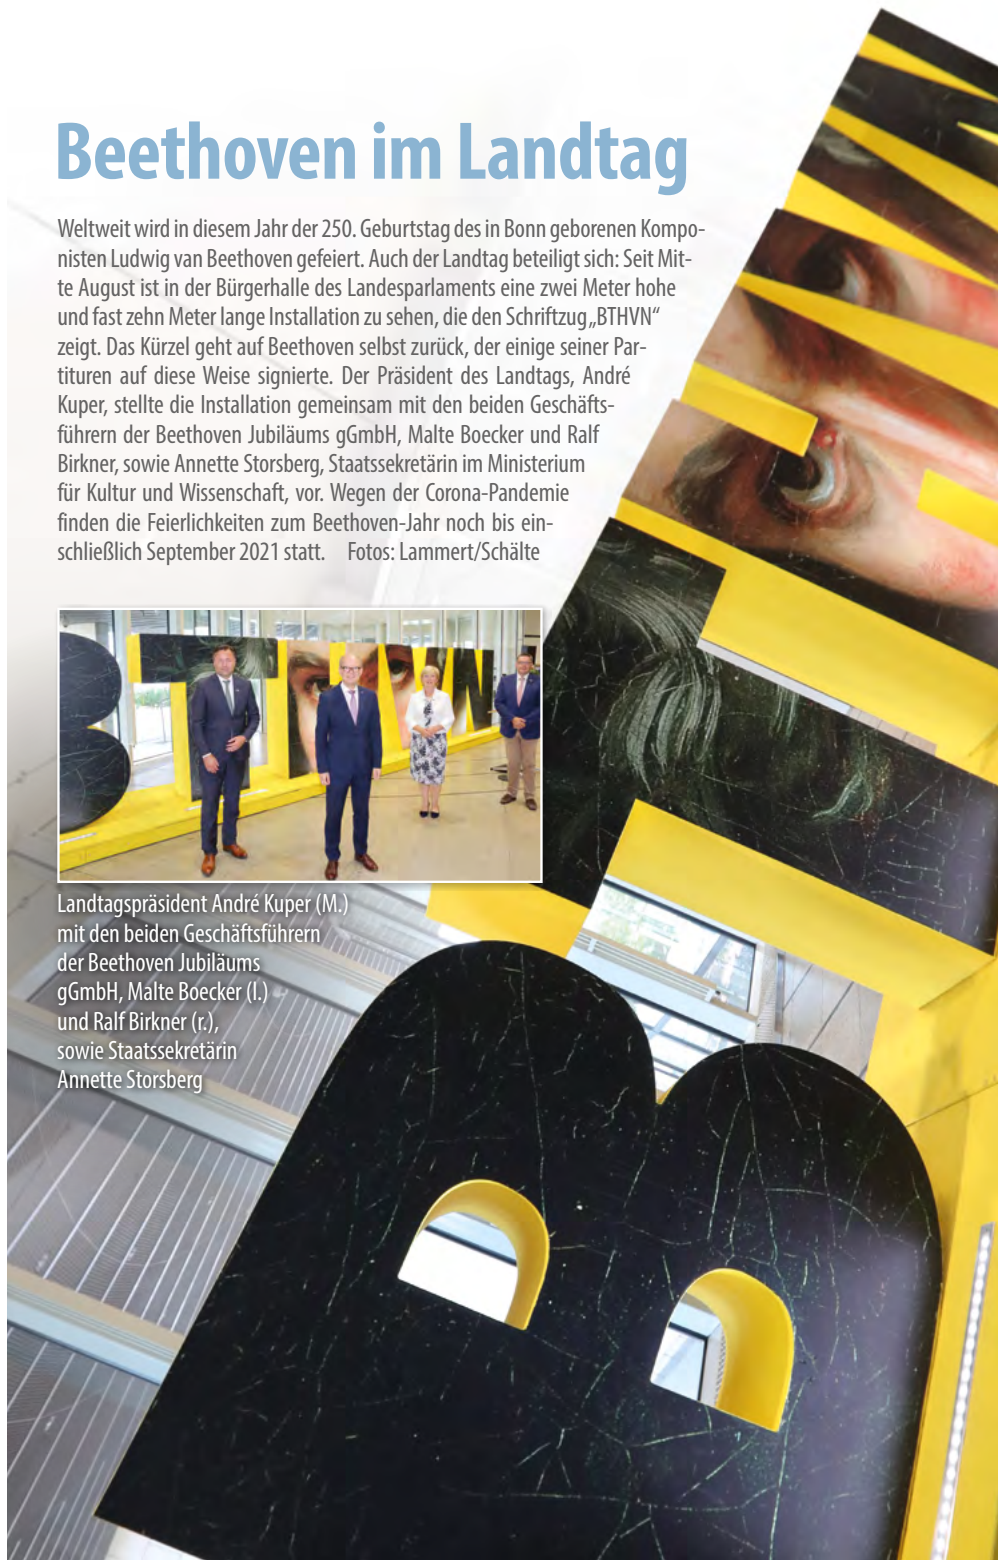 Beethoven im Landtag
Weltweit wird in diesem Jahr der 250. Geburtstag des in Bonn geborenen Kompo-
nisten Ludwig van Beethoven gefeiert. Auch der Landtag beteiligt sich: Seit Mit-
te August ist in der Bürgerhalle des Landesparlaments eine zwei Meter hohe
und fast zehn Meter lange Installation zu sehen, die den Schriftzug „BTHVN“
zeigt. Das Kürzel geht auf Beethoven selbst zurück, der einige seiner Par-
tituren auf diese Weise signierte. Der Präsident des Landtags, André
Kuper, stellte die Installation gemeinsam mit den beiden Geschäfts-
führern der Beethoven Jubiläums gGmbH, Malte Boecker und Ralf
Birkner, sowie Annette Storsberg, Staatssekretärin im Ministerium
für Kultur und Wissenschaft, vor. Wegen der Corona-Pandemie
finden die Feierlichkeiten zum Beethoven-Jahr noch bis ein-
schließlich September 2021 statt. Fotos: Lammert/Schälte
BTHVN
Landtagspräsident André Kuper (M.)
mit den beiden Geschäftsführern
der Beethoven Jubiläums
gGmbH, Malte Boecker (l.)
und Ralf Birkner (r.),
sowie Staatssekretärin
Annette Storsberg
BTHVN